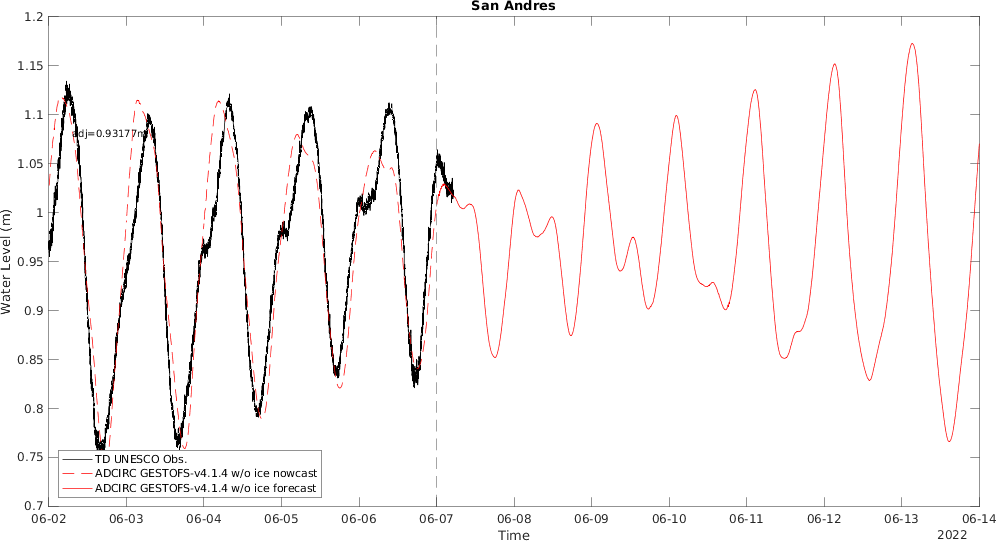 San Andres
1.2
1.15
1.1
1.05
1
0.95
0.9
0.85
0.8
0.75
0.7
Water Level (m)
adj=0.93177m
TD UNESCO Obs.
ADCIRC GESTOFS-v4.1.4 w/o ice nowcast
ADCIRC GESTOFS-v4.1.4 w/o ice forecast
06-02 06-03 06-04 06-05 06-06 06-07 06-08 06-09 06-10 06-11 06-12 06-13 06-14
Time
2022